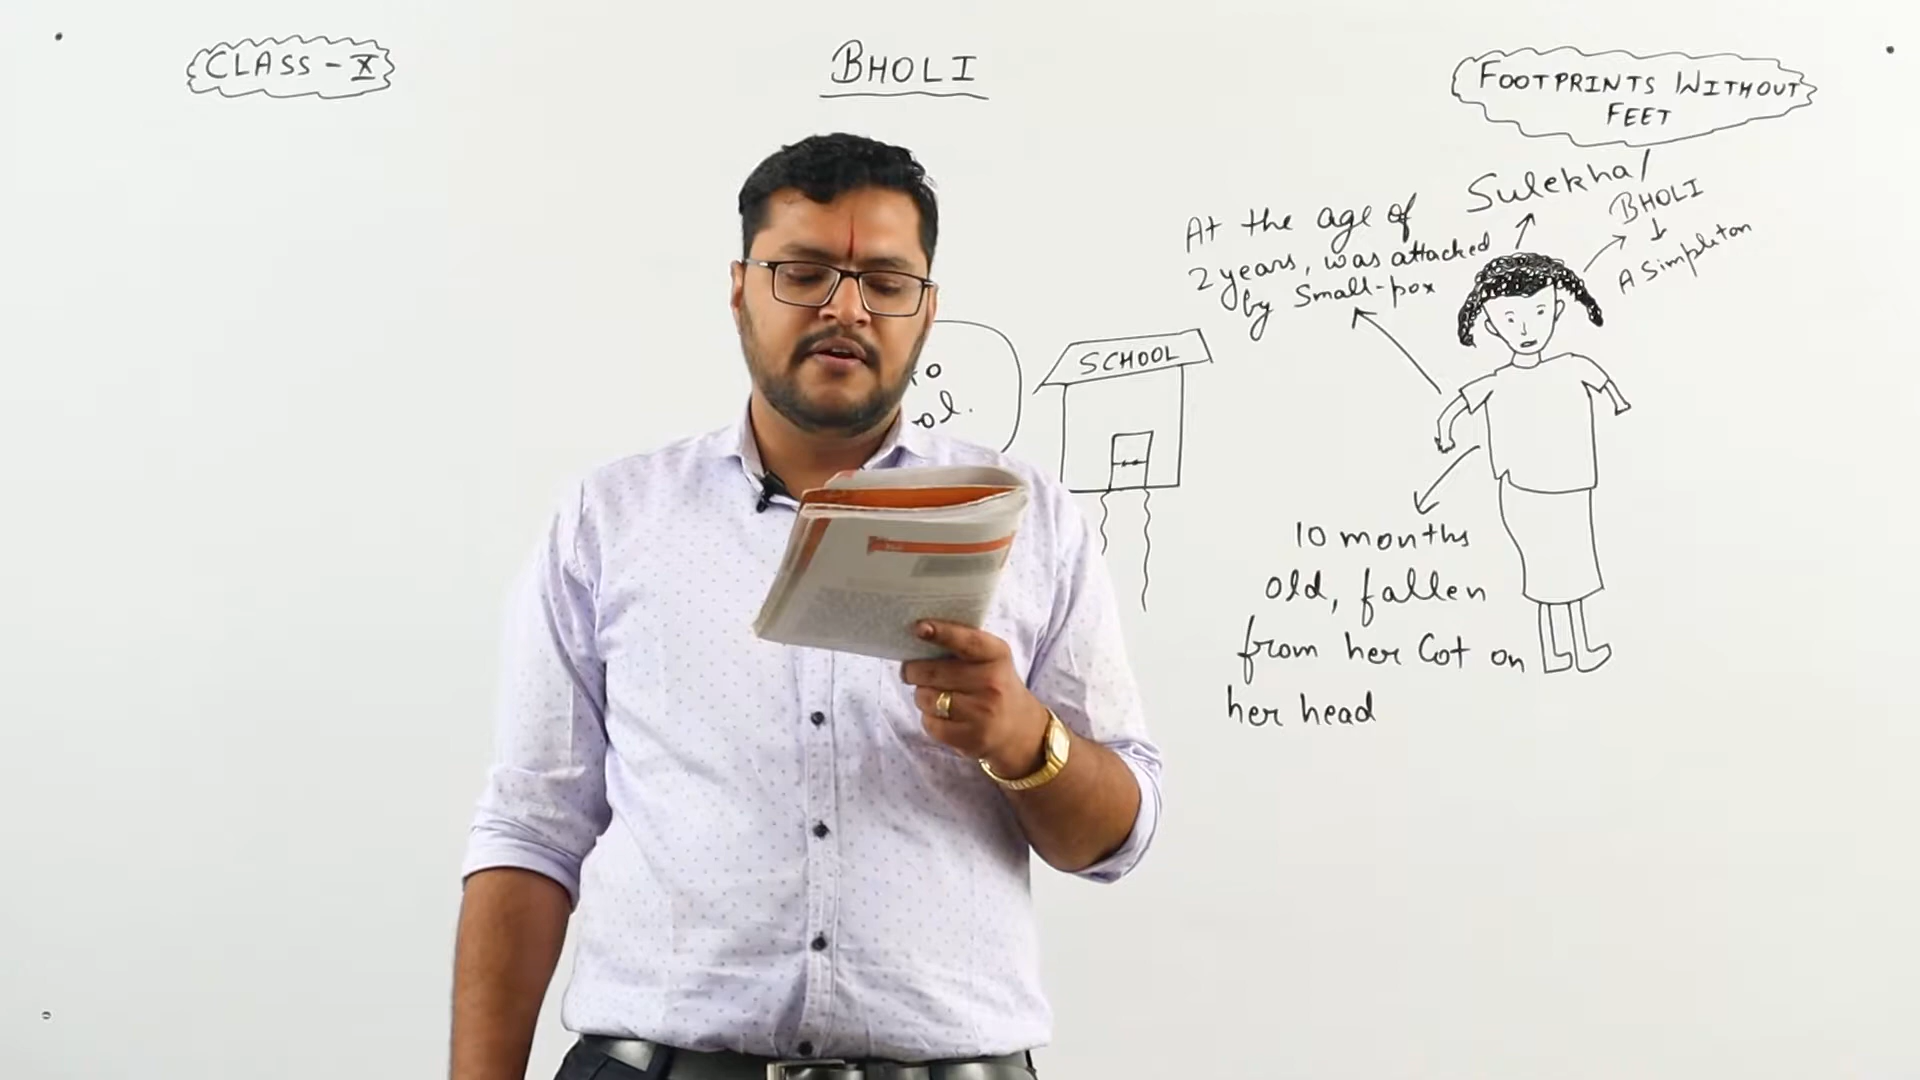 CLASS - X
BHOLI
FOOTPRINTS WITHOUT
FEET
Sulekha/
BHOLI
A Simpleton
At the age of
2 years, was attacked
by Small-pox
SCHOOL
10 months
old, fallen
from her Cot on
her head